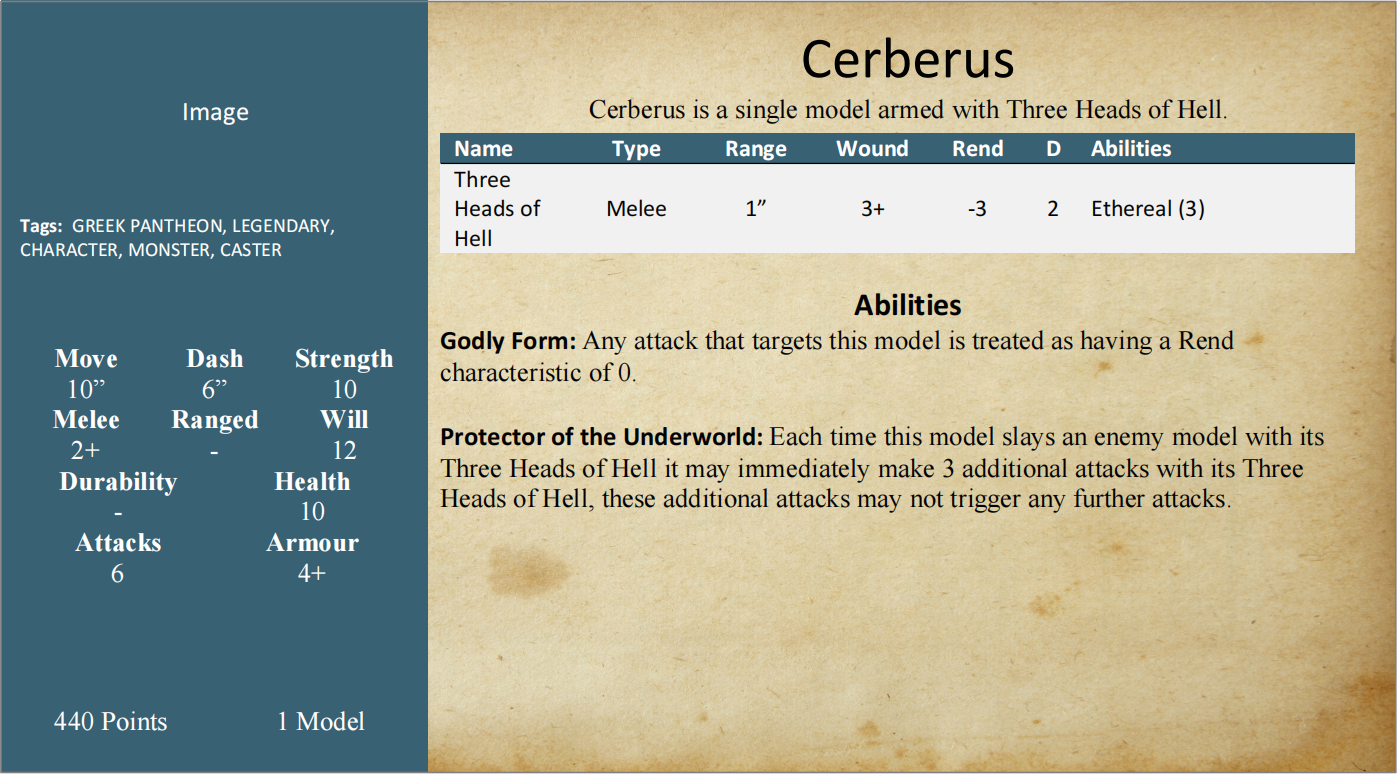 Image
Tags: GREEK PANTHEON, LEGENDARY,
CHARACTER, MONSTER, CASTER
Move Dash Strength
10” 6” 10
Melee Ranged Will
2+ - 12
Durability Health
- 10
Attacks Armour
6 4+
440 Points 1 Model
Cerberus
Cerberus is a single model armed with Three Heads of Hell.
Name Type Range Wound Rend D Abilities
Three
Heads of Melee 1” 3+ -3 2 Ethereal (3)
Hell
Abilities
Godly Form: Any attack that targets this model is treated as having a Rend
characteristic of 0.
Protector of the Underworld: Each time this model slays an enemy model with its
Three Heads of Hell it may immediately make 3 additional attacks with its Three
Heads of Hell, these additional attacks may not trigger any further attacks.